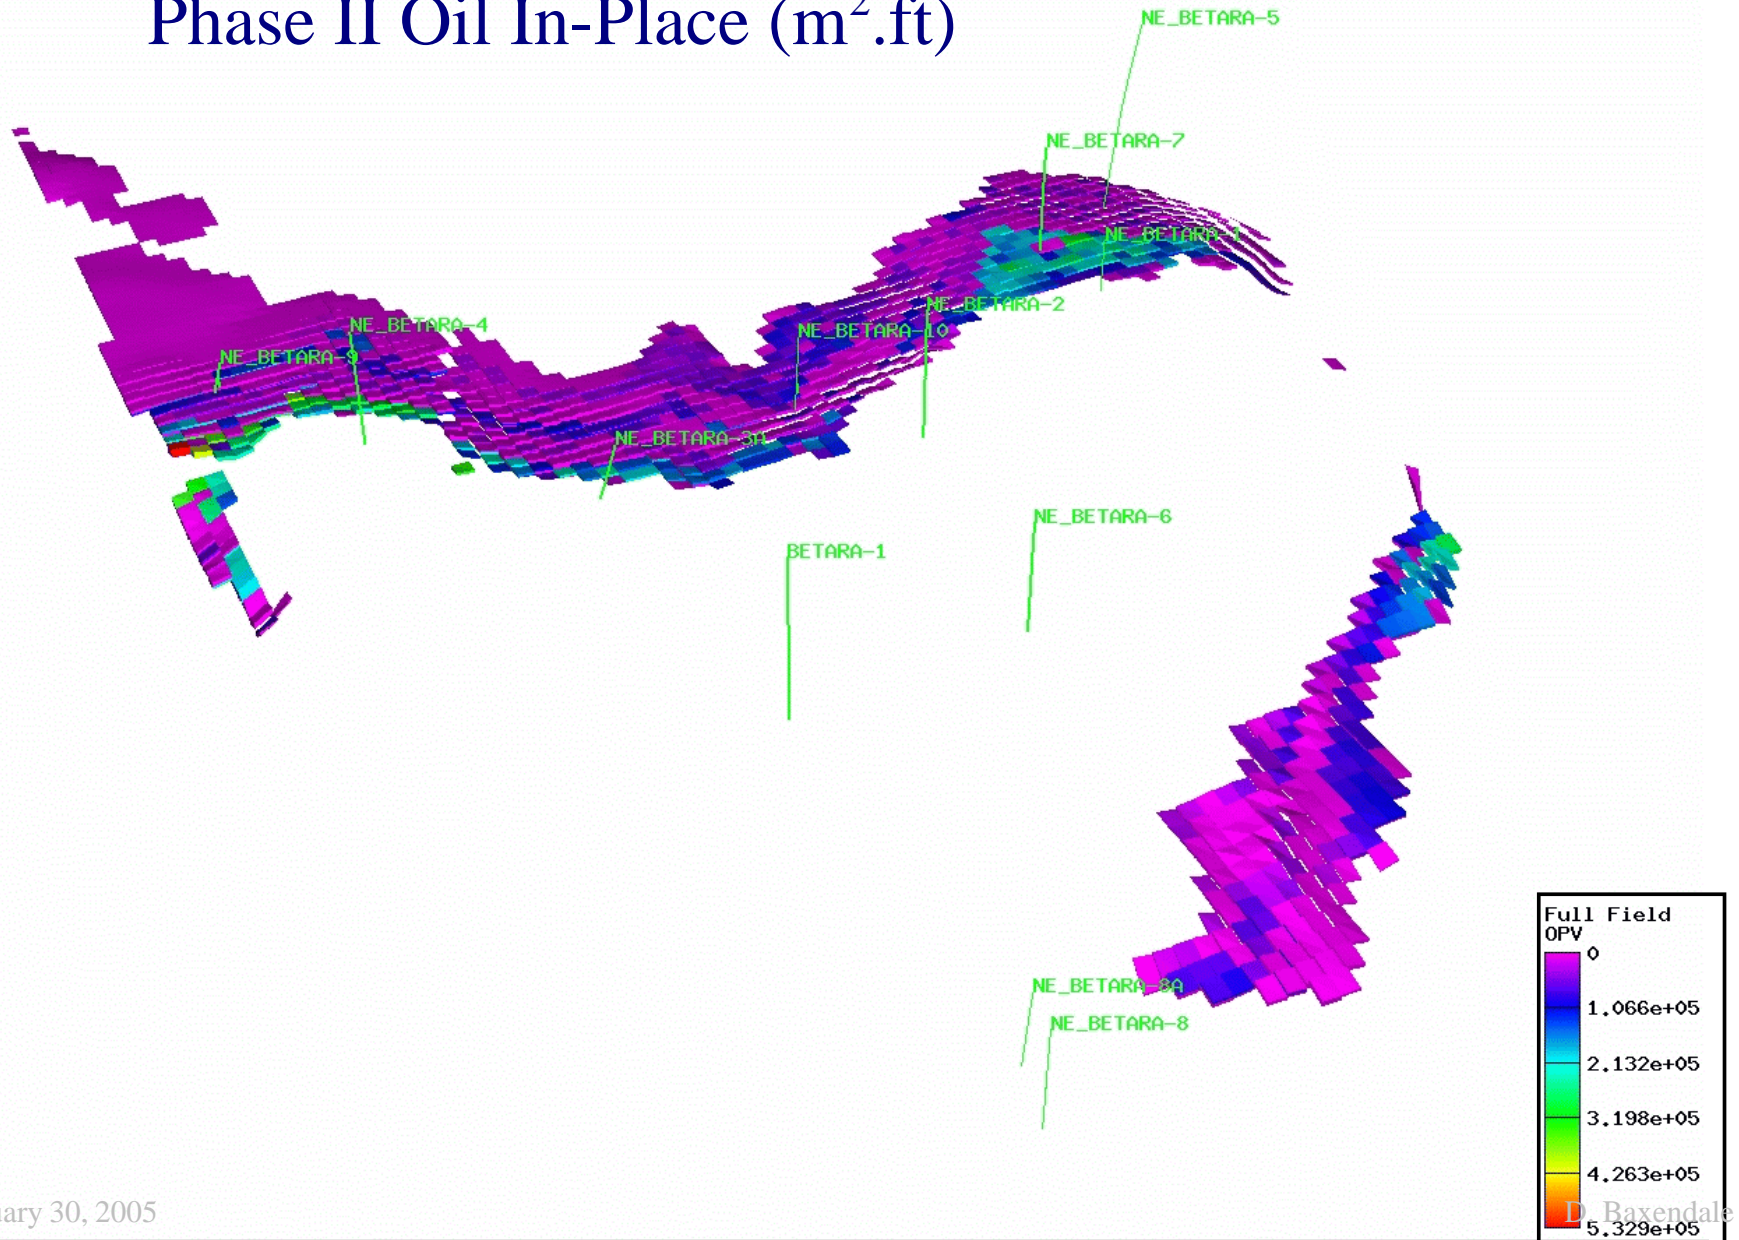 Phase II Oil In-Place (m².ft)
NE_BETARA-5
NE_BETARA-7
NE_BETARA-1
NE_BETARA-2
NE_BETARA-4
NE_BETARA-10
NE_BETARA-9
NE_BETARA-3A
NE_BETARA-6
BETARA-1
NE_BETARA-8A
NE_BETARA-8
Full Field
OPV
0
1.066e+05
2.132e+05
3.198e+05
4.263e+05
5.329e+05
uary 30, 2005
D. Baxendale